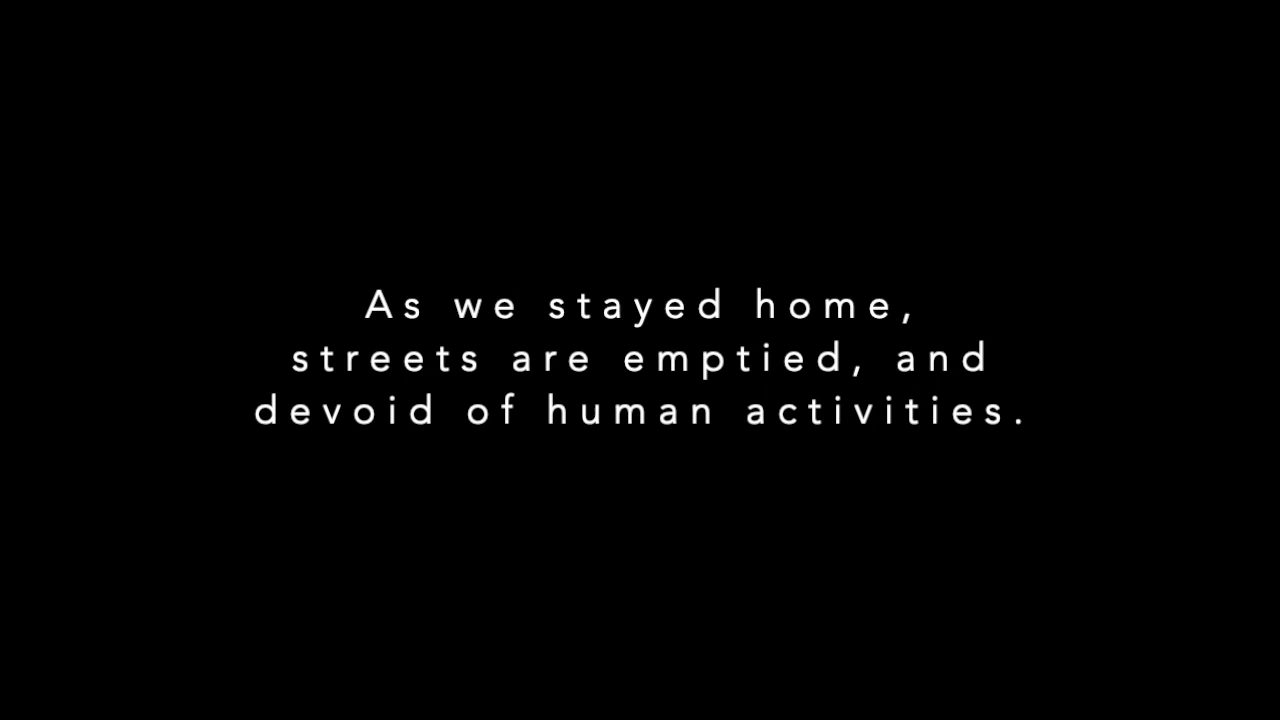 As we stayed home,
streets are emptied, and
devoid of human activities.